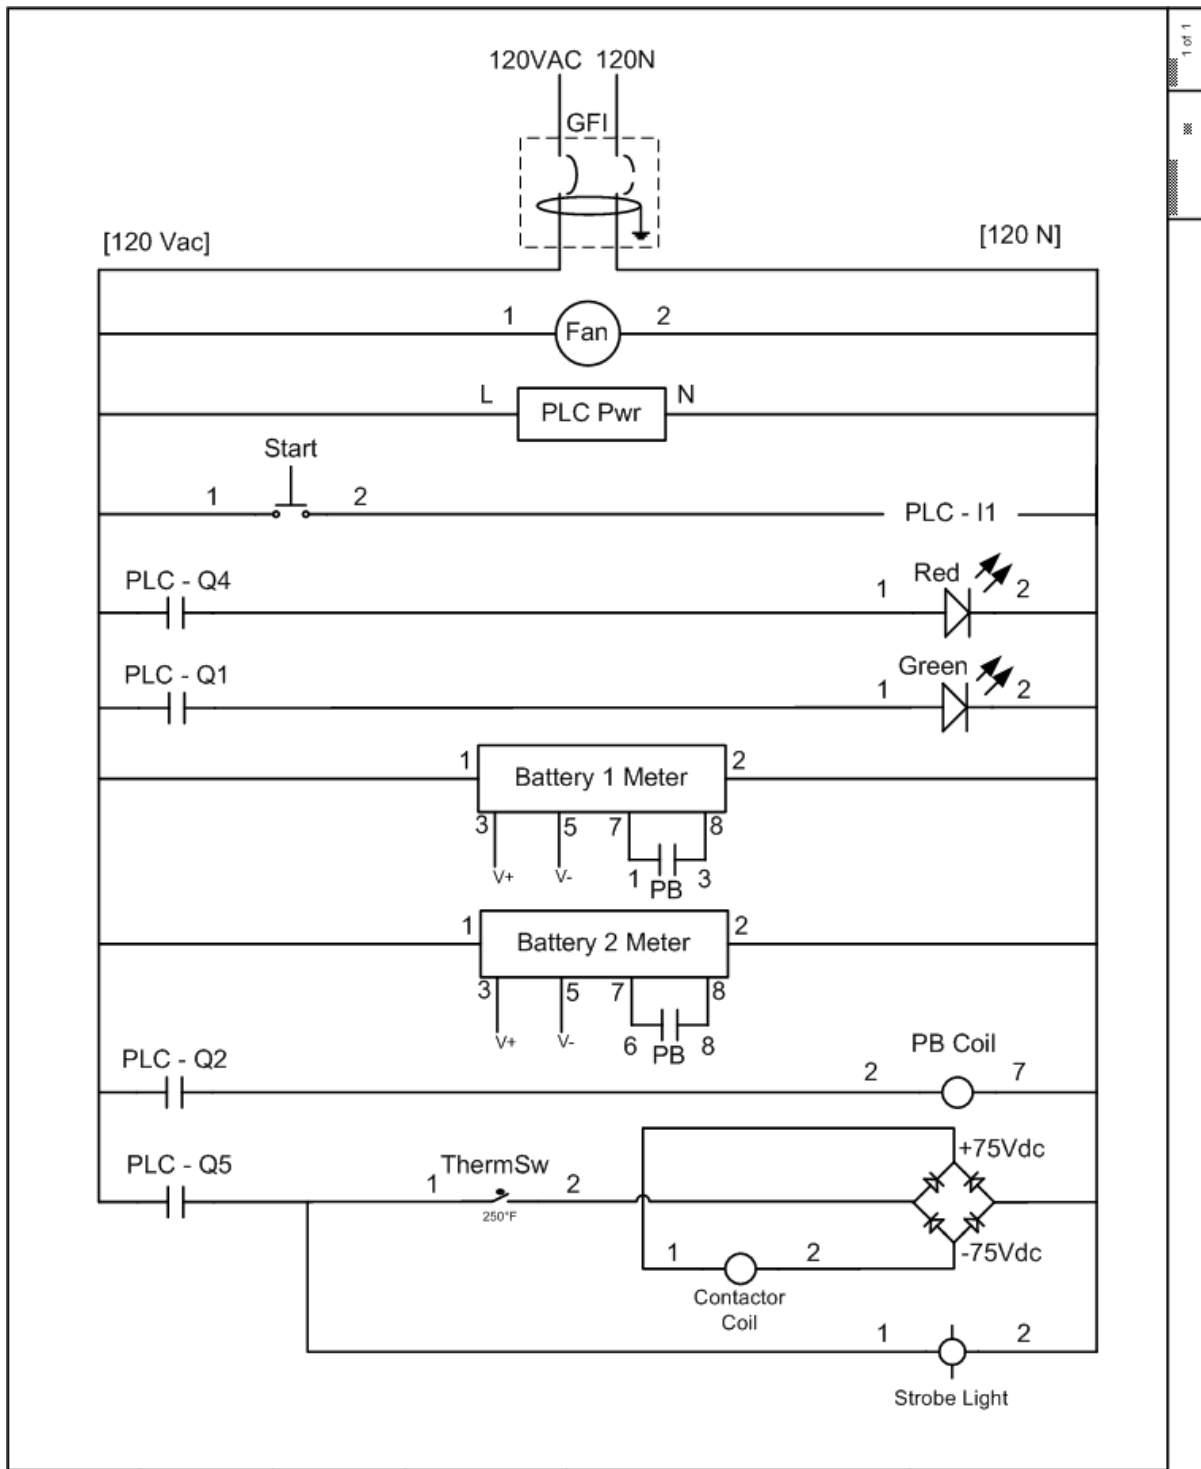 1 of 1
120VAC 120N
GFI
[120 Vac]
[120 N]
1 Fan 2
L PLC Pwr N
Start
1 2
PLC - I1
PLC - Q4
1 Red 2
PLC - Q1
1 Green 2
1 Battery 1 Meter 2
3 5 7 8
V+ V- 1 PB 3
1 Battery 2 Meter 2
3 5 7 8
V+ V- 6 PB 8
PLC - Q2
2 PB Coil 7
PLC - Q5
1 ThermSw 2
250°F
+75Vdc
-75Vdc
1 2
Contactor
Coil
1 2
Strobe Light